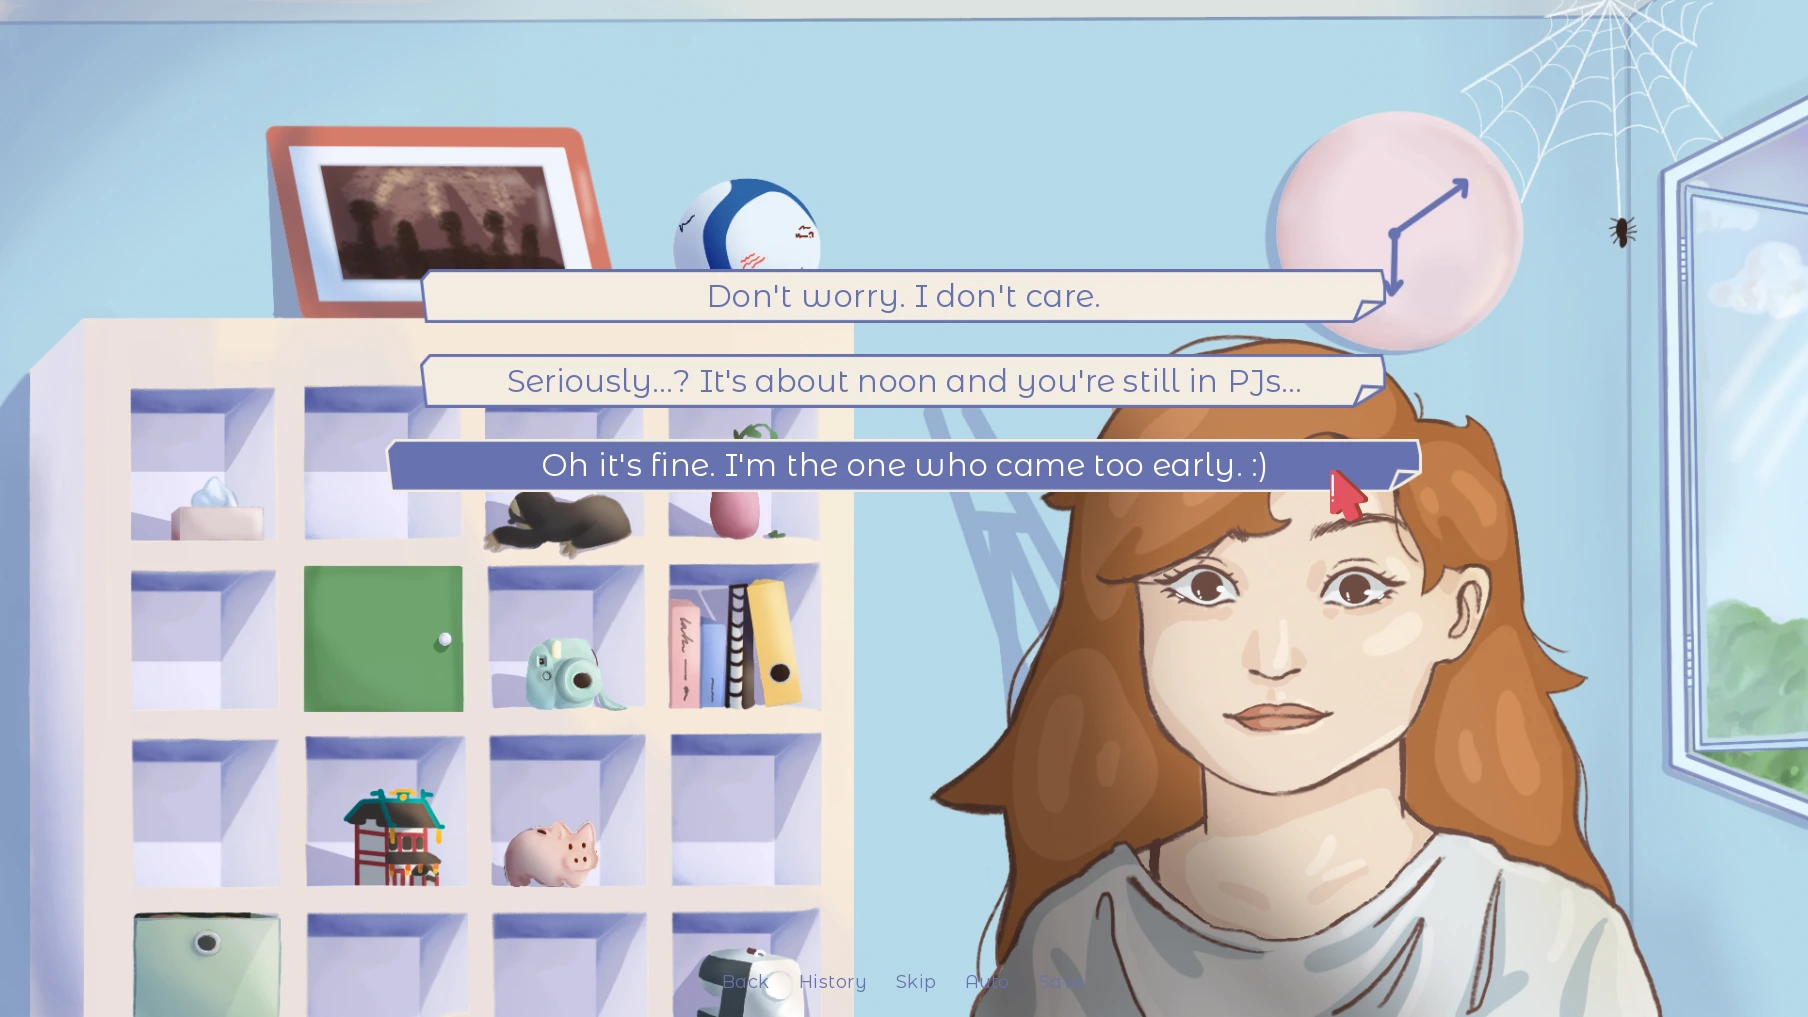 Don't worry. I don't care.
Seriously...? It's about noon and you're still in PJs...
Oh it's fine. I'm the one who came too early. :)
Back History Skip Auto Save